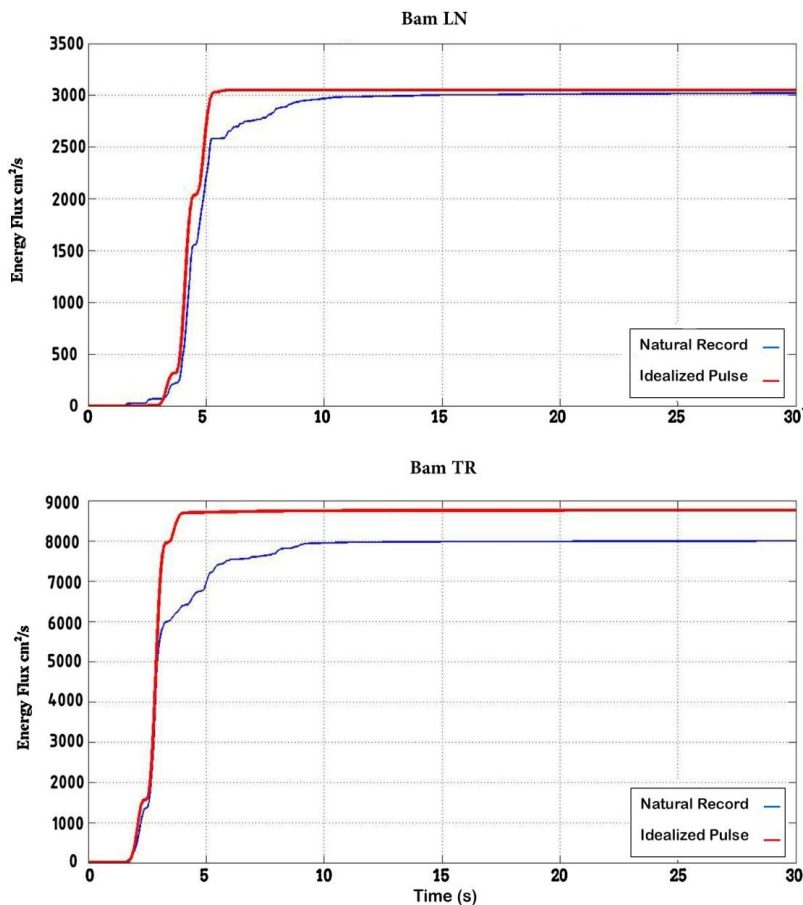 Bam LN
3500
3000
2500
2000
1500
1000
500
0
Energy Flux cm²/s
Natural Record
Idealized Pulse
0 5 10 15 20 25 30
Bam TR
9000
8000
7000
6000
5000
4000
3000
2000
1000
0
Energy Flux cm²/s
Natural Record
Idealized Pulse
0 5 10 15 20 25 30
Time (s)